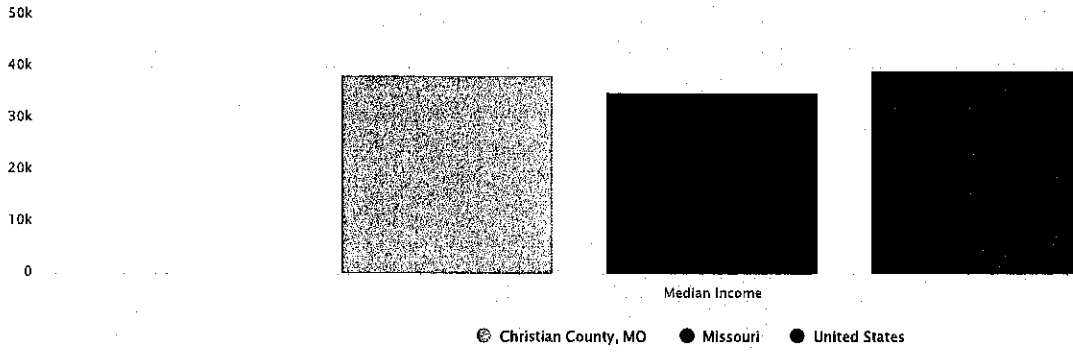 50k
40k
30k
20k
10k
0
Median Income
Christian County, MO Missouri United States